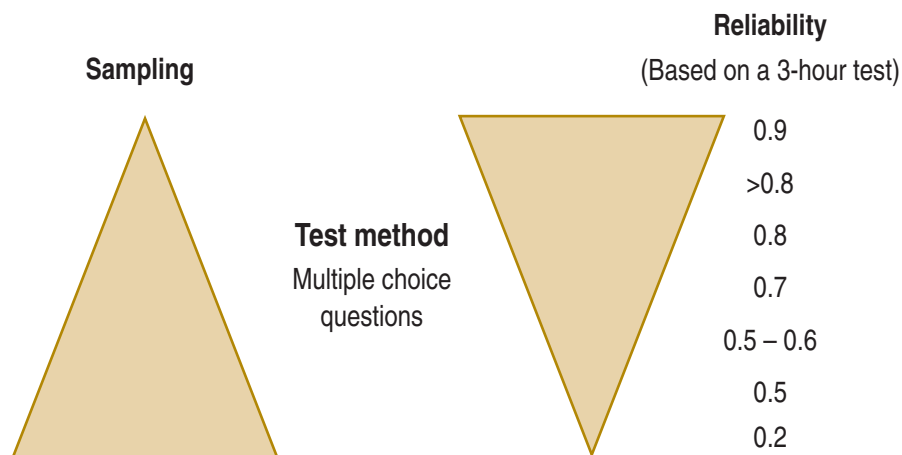 Sampling
Test method
Multiple choice
questions
Reliability
(Based on a 3-hour test)
0.9
>0.8
0.8
0.7
0.5 – 0.6
0.5
0.2